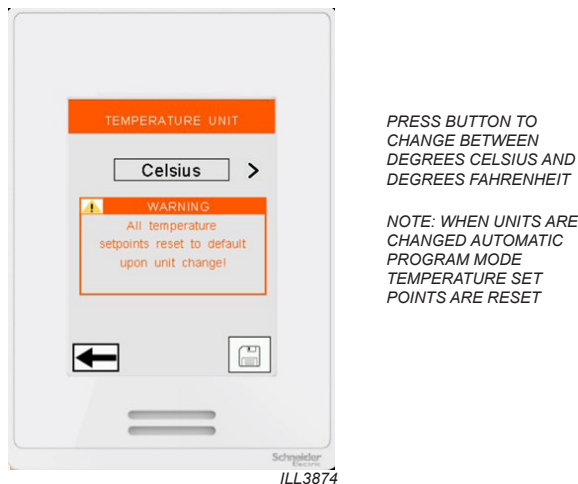 TEMPERATURE UNIT
Celsius >
WARNING
All temperature
setpoints reset to default
upon unit change!
Schneider
Electric
PRESS BUTTON TO
CHANGE BETWEEN
DEGREES CELSIUS AND
DEGREES FAHRENHEIT
NOTE: WHEN UNITS ARE
CHANGED AUTOMATIC
PROGRAM MODE
TEMPERATURE SET
POINTS ARE RESET
ILL3874